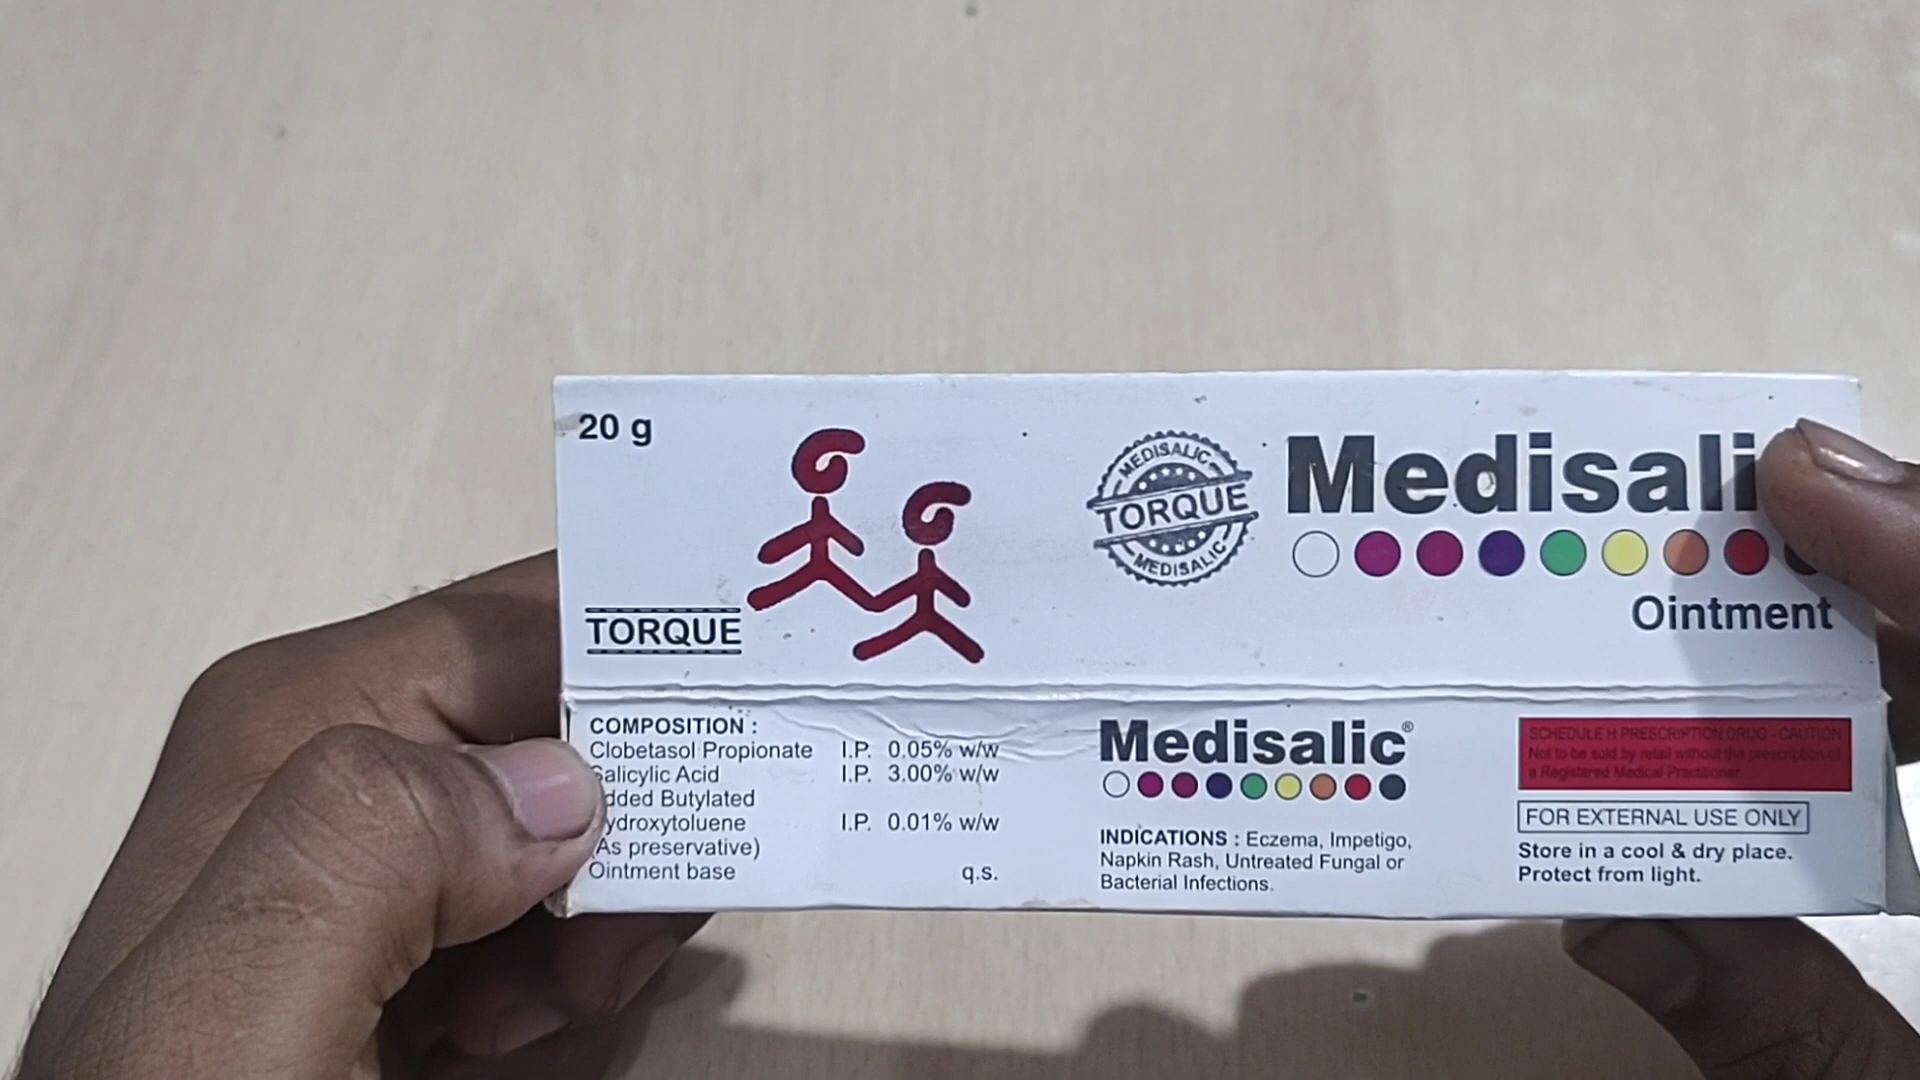 20 g
TORQUE
MEDISALIC
TORQUE
MEDISALIC
Medisali
Ointment
COMPOSITION :
Clobetasol Propionate I.P. 0.05% w/w
Salicylic Acid I.P. 3.00% w/w
dded Butylated
ydroxytoluene I.P. 0.01% w/w
(As preservative)
Ointment base q.s.
Medisalic®
INDICATIONS : Eczema, Impetigo,
Napkin Rash, Untreated Fungal or
Bacterial Infections.
SCHEDULE H PRESCRIPTION DRUG - CAUTION
Not to be sold by retail without the prescription of
a Registered Medical Practitioner.
FOR EXTERNAL USE ONLY
Store in a cool & dry place.
Protect from light.